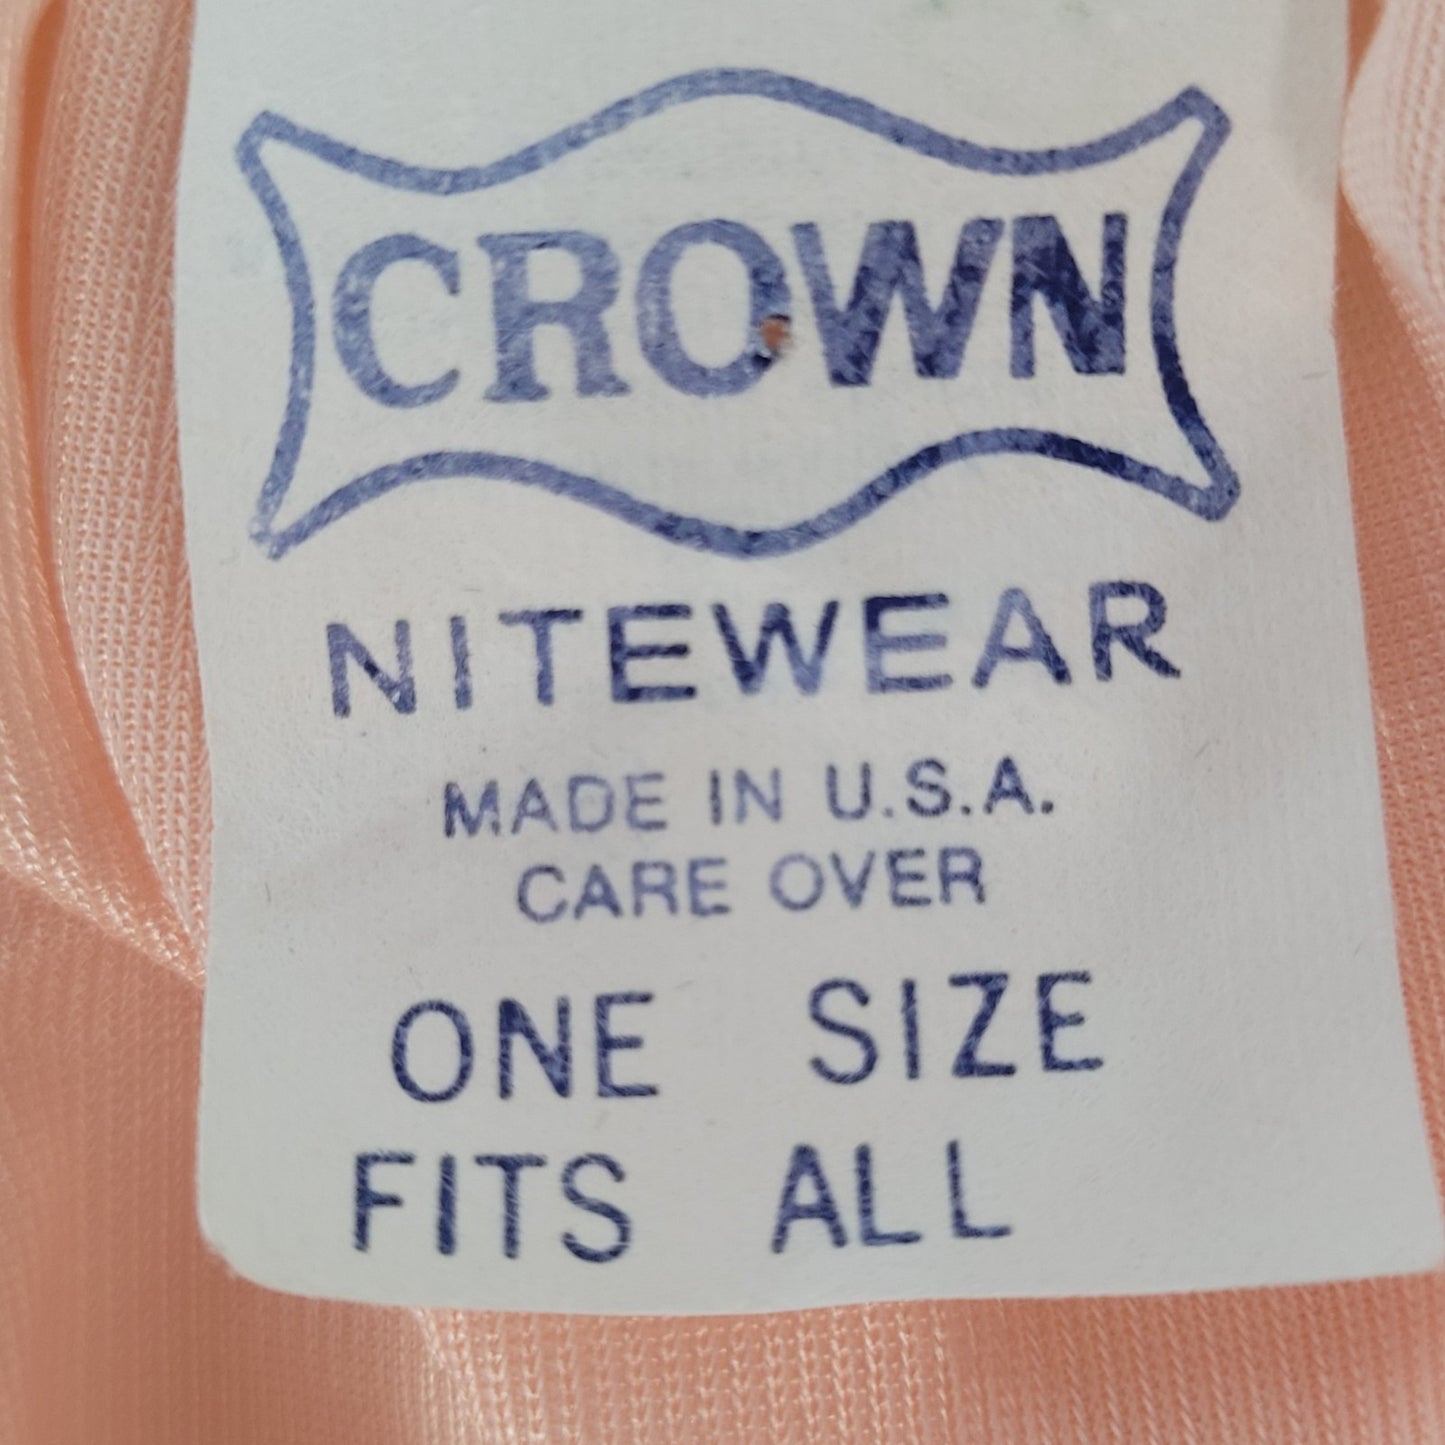 CROWN
NITEWEAR
MADE IN U.S.A.
CARE OVER
ONE SIZE
FITS ALL